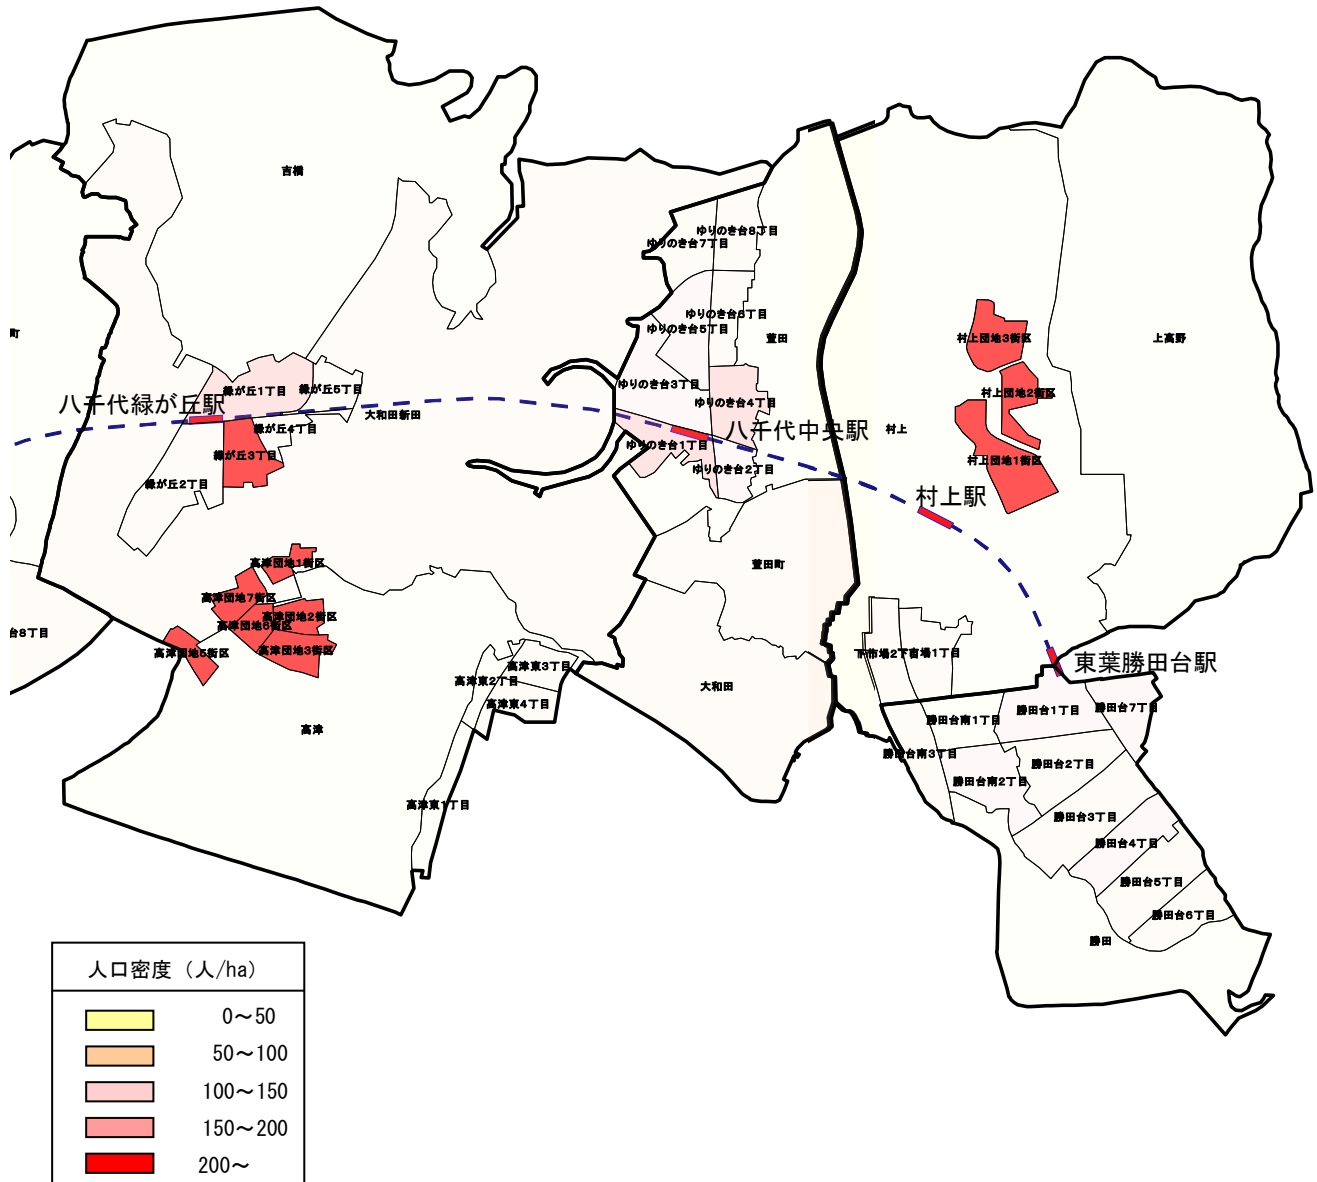 吉橋
ゆりのき台8丁目
ゆりのき台7丁目
町
ゆりのき台6丁目
ゆりのき台5丁目
萱田
村上団地3街区
上高野
緑が丘1丁目
緑が丘5丁目
ゆりのき台3丁目
村上団地2街区
八千代緑が丘駅
大和田新田
ゆりのき台4丁目
緑が丘4丁目
八千代中央駅
村上
ゆりのき台1丁目
緑が丘3丁目
村上団地1街区
ゆりのき台2丁目
緑が丘2丁目
村上駅
高津団地1街区
萱田町
高津団地7街区
高津団地2街区
高津団地6街区
台8丁目
高津団地5街区
高津団地3街区
下市場2丁目
下市場1丁目
東葉勝田台駅
高津東3丁目
高津東2丁目
大和田
高津東4丁目
勝田台1丁目
勝田台7丁目
勝田台南1丁目
高津
勝田台南3丁目
勝田台2丁目
勝田台南2丁目
高津東1丁目
勝田台3丁目
勝田台4丁目
勝田台5丁目
勝田台6丁目
勝田
人口密度（人/ha）
0～50
50～100
100～150
150～200
200～